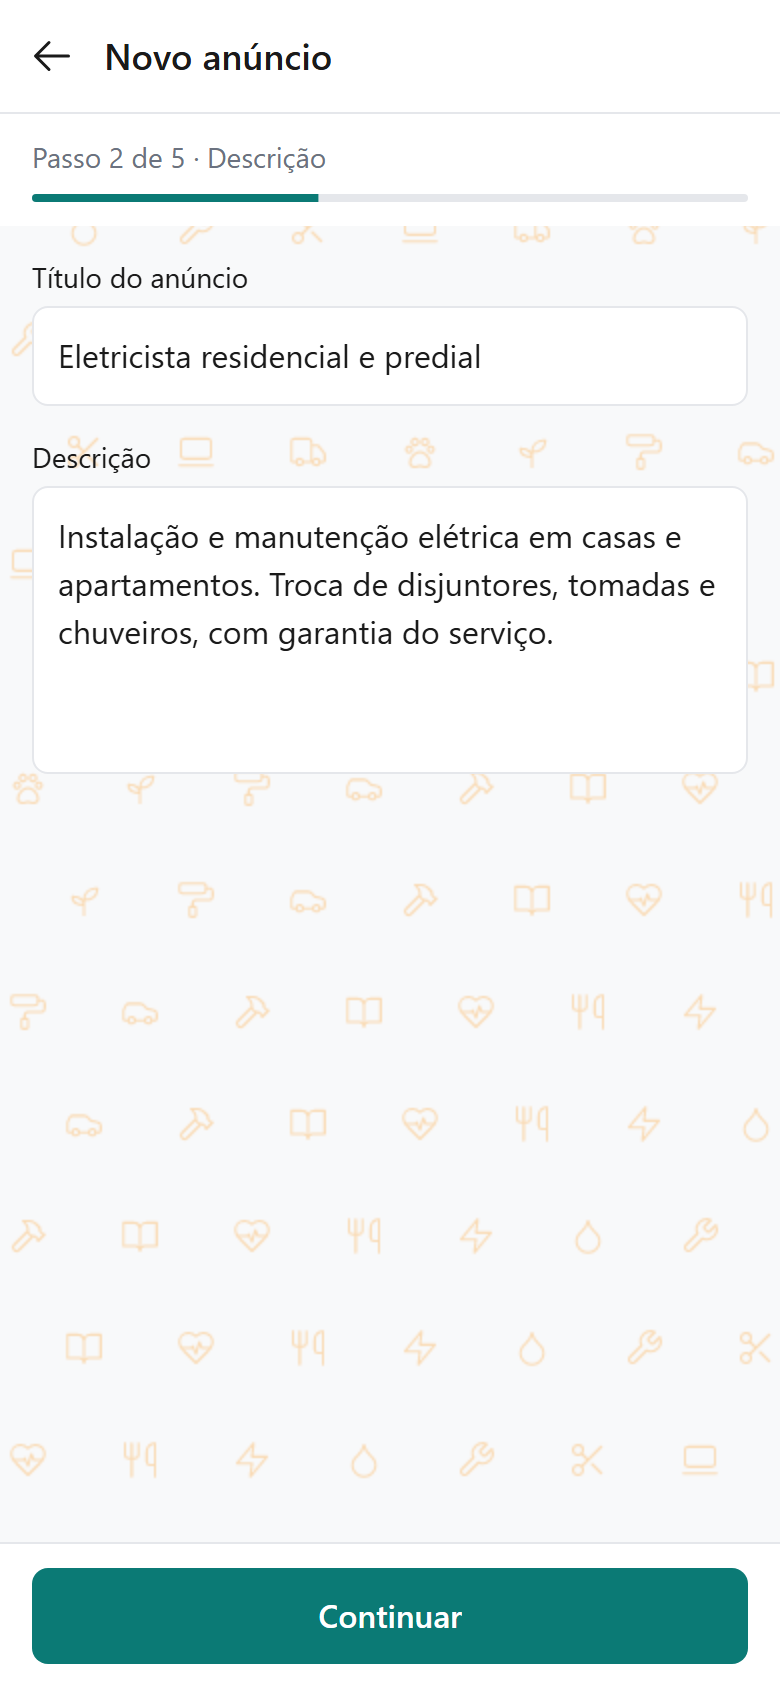 Novo anúncio
Passo 2 de 5 · Descrição
Título do anúncio
Eletricista residencial e predial
Descrição
Instalação e manutenção elétrica em casas e
apartamentos. Troca de disjuntores, tomadas e
chuveiros, com garantia do serviço.
Continuar